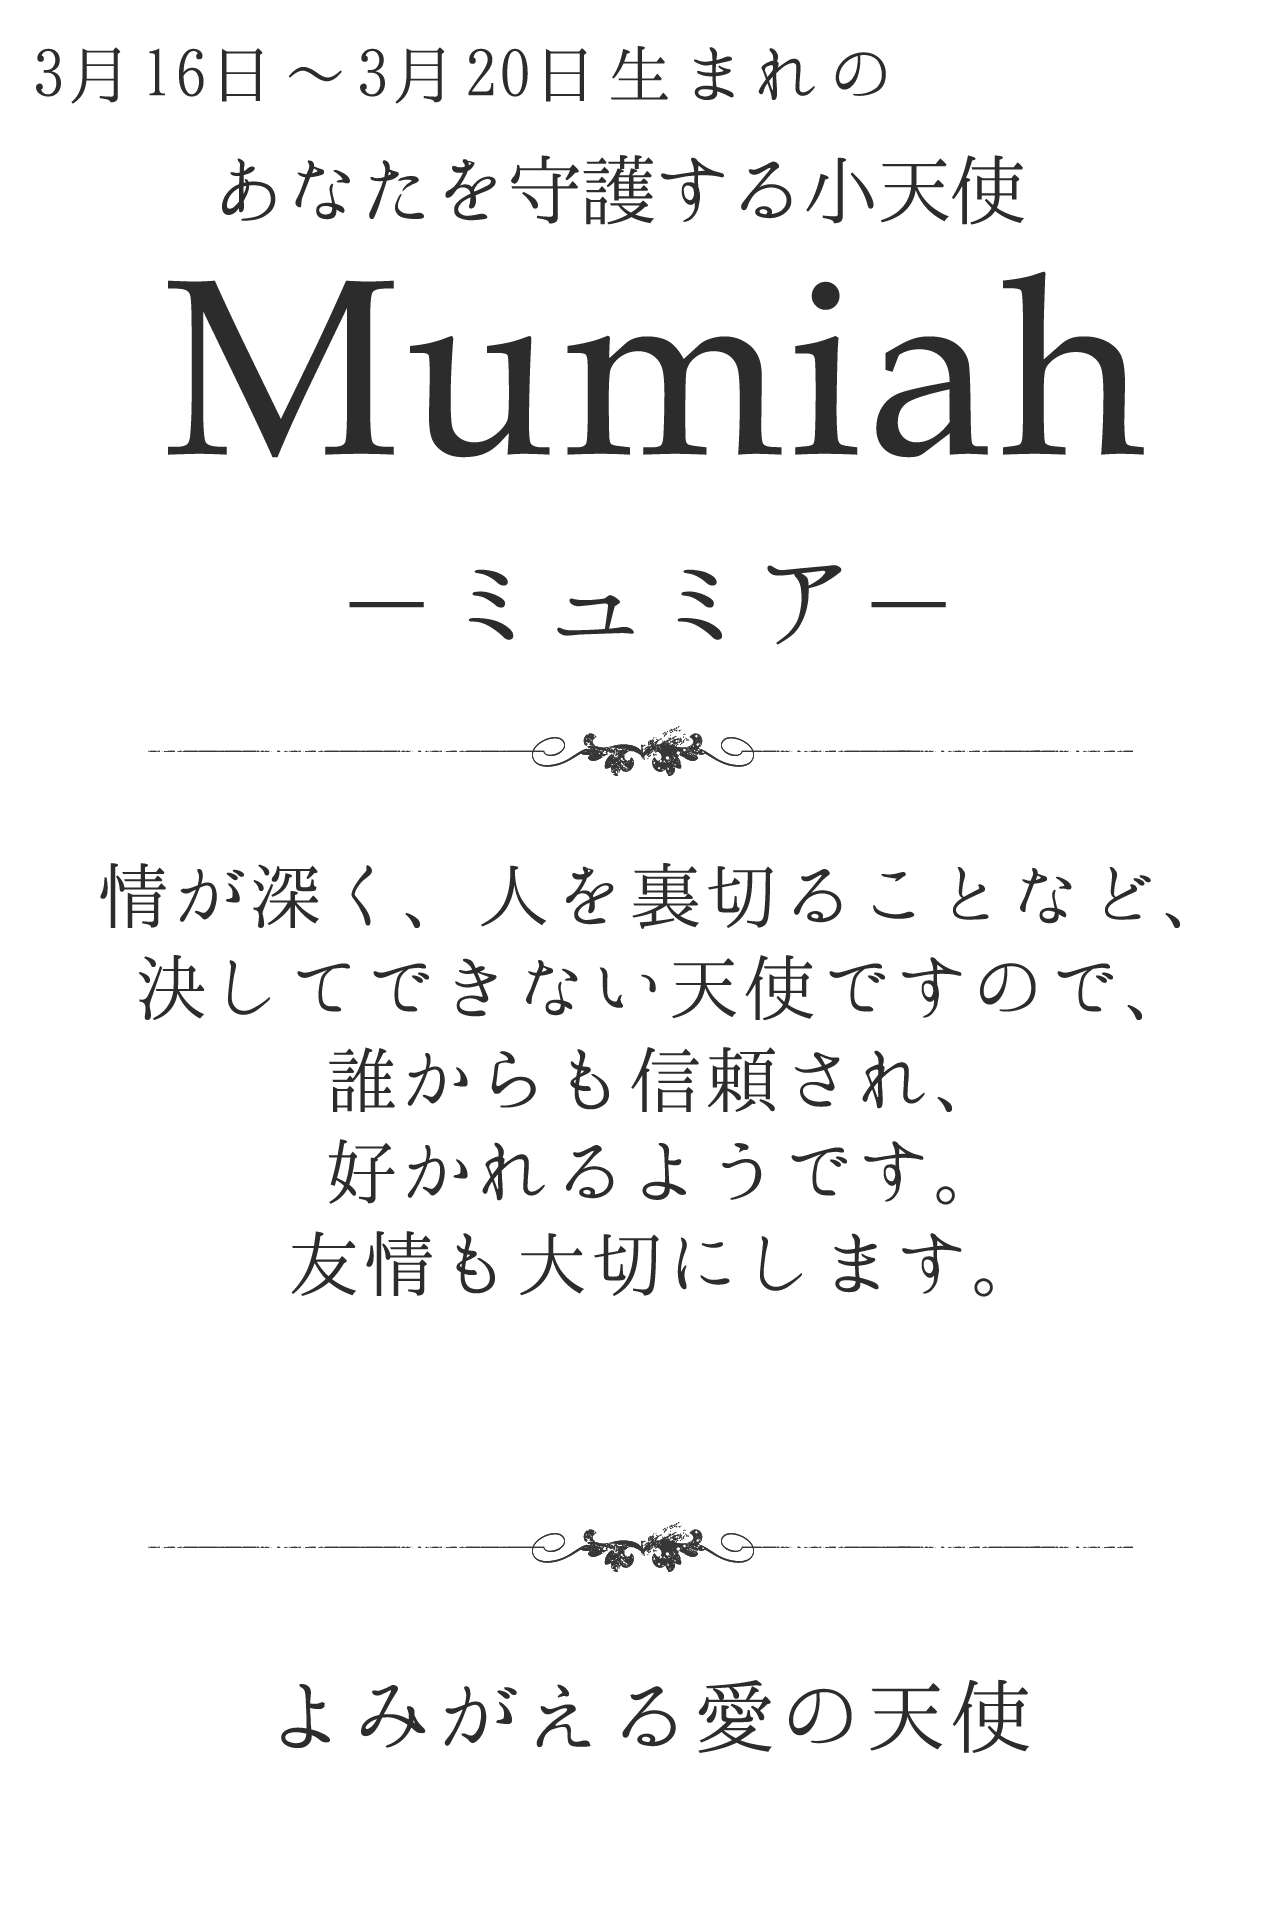 3月16日～3月20日生まれの
あなたを守護する小天使
Mumiah
－ミュミア－
情が深く、人を裏切ることなど、
決してできない天使ですので、
誰からも信頼され、
好かれるようです。
友情も大切にします。
よみがえる愛の天使